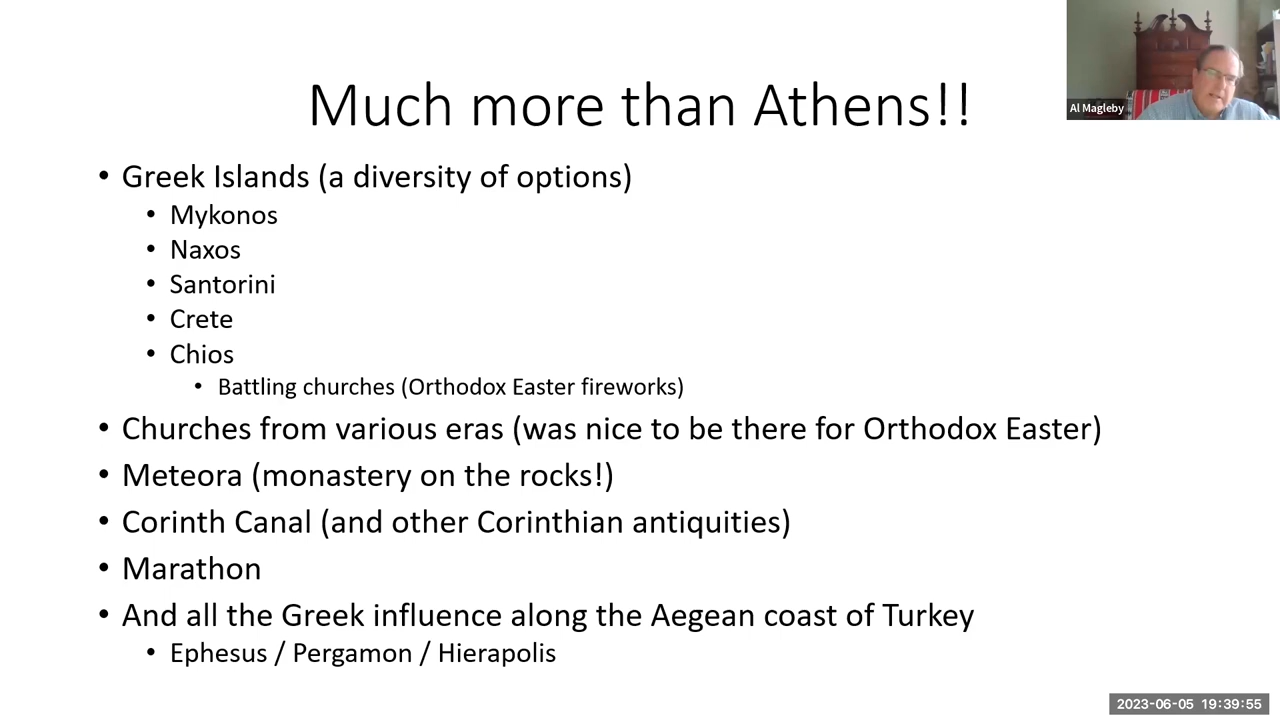 Much more than Athens!!
Al Magleby
• Greek Islands (a diversity of options)
• Mykonos
• Naxos
• Santorini
• Crete
• Chios
• Battling churches (Orthodox Easter fireworks)
• Churches from various eras (was nice to be there for Orthodox Easter)
• Meteora (monastery on the rocks!)
• Corinth Canal (and other Corinthian antiquities)
• Marathon
• And all the Greek influence along the Aegean coast of Turkey
• Ephesus / Pergamon / Hierapolis
2023-06-05 19:39:55